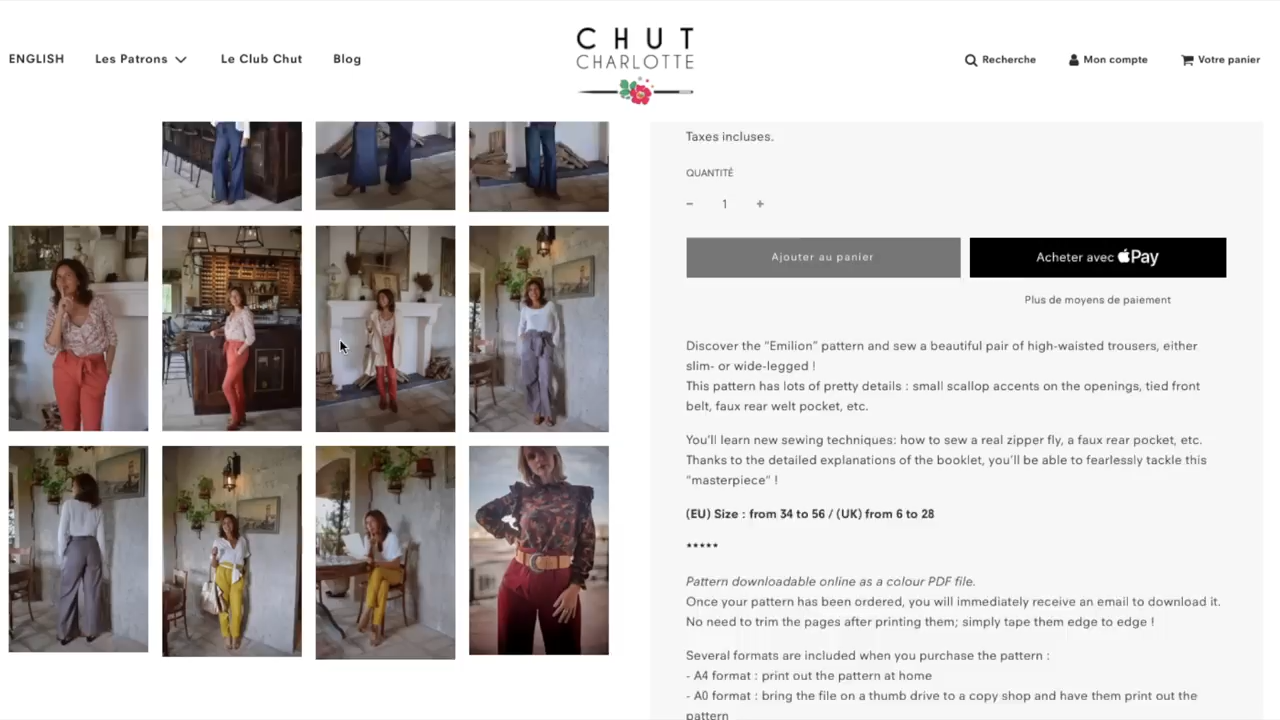 ENGLISH
Les Patrons
Le Club Chut
Blog
CHUT
CHARLOTTE
Recherche
Mon compte
Votre panier
Taxes incluses.
QUANTITÉ
− 1 +
Ajouter au panier
Acheter avec Pay
Plus de moyens de paiement
Discover the “Emilion” pattern and sew a beautiful pair of high-waisted trousers, either
slim- or wide-legged !
This pattern has lots of pretty details : small scallop accents on the openings, tied front
belt, faux rear welt pocket, etc.
You'll learn new sewing techniques: how to sew a real zipper fly, a faux rear pocket, etc.
Thanks to the detailed explanations of the booklet, you'll be able to fearlessly tackle this
“masterpiece” !
(EU) Size : from 34 to 56 / (UK) from 6 to 28
*****
Pattern downloadable online as a colour PDF file.
Once your pattern has been ordered, you will immediately receive an email to download it.
No need to trim the pages after printing them; simply tape them edge to edge !
Several formats are included when you purchase the pattern :
- A4 format : print out the pattern at home
- A0 format : bring the file on a thumb drive to a copy shop and have them print out the
pattern